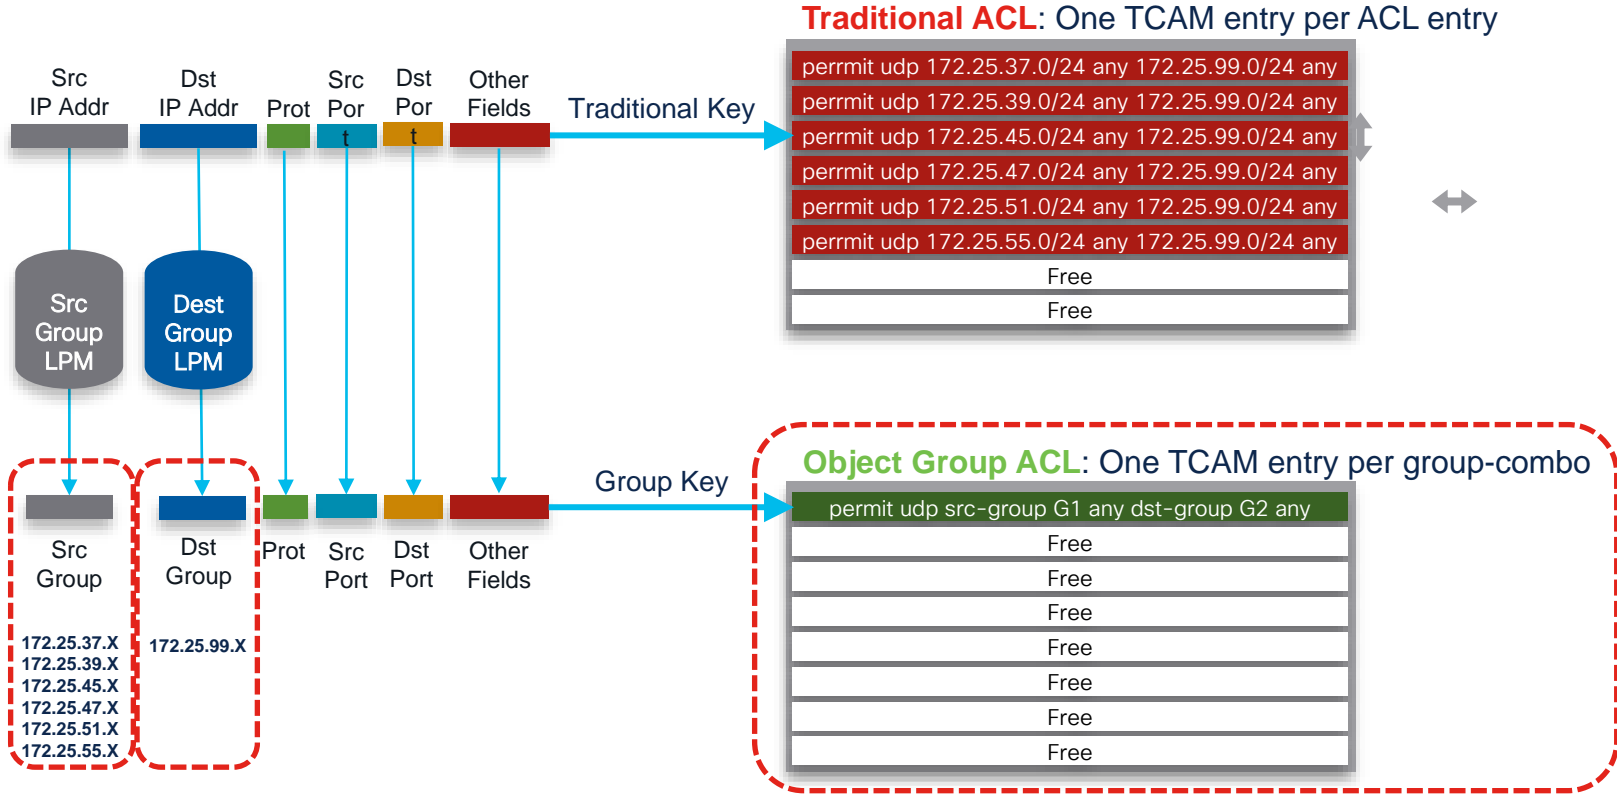 Traditional ACL: One TCAM entry per ACL entry
Src
IP Addr
Dst
IP Addr
Prot
Src
Por
t
Dst
Por
t
Other
Fields
Traditional Key
perrmit udp 172.25.37.0/24 any 172.25.99.0/24 any
perrmit udp 172.25.39.0/24 any 172.25.99.0/24 any
perrmit udp 172.25.45.0/24 any 172.25.99.0/24 any
perrmit udp 172.25.47.0/24 any 172.25.99.0/24 any
perrmit udp 172.25.51.0/24 any 172.25.99.0/24 any
perrmit udp 172.25.55.0/24 any 172.25.99.0/24 any
Free
Free
Src
Group
LPM
Dest
Group
LPM
Group Key
Src
Group
Dst
Group
Prot
Src
Port
Dst
Port
Other
Fields
172.25.37.X
172.25.39.X
172.25.45.X
172.25.47.X
172.25.51.X
172.25.55.X
172.25.99.X
Object Group ACL: One TCAM entry per group-combo
permit udp src-group G1 any dst-group G2 any
Free
Free
Free
Free
Free
Free
Free